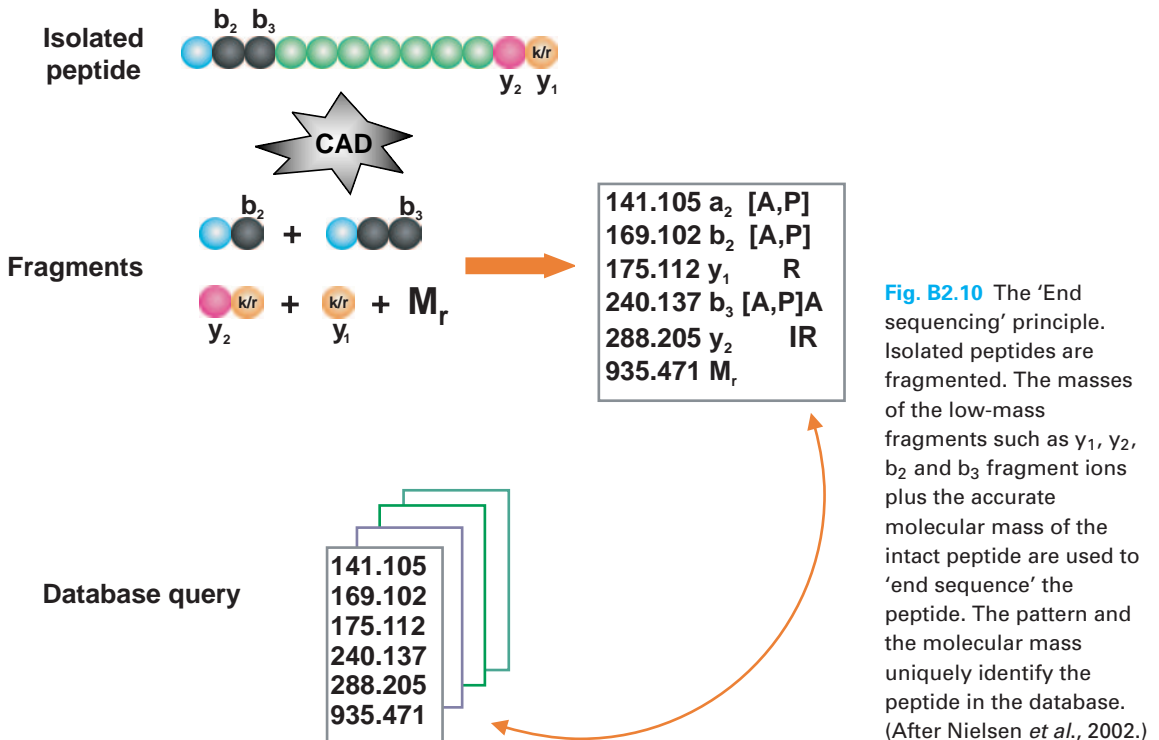 Isolated
peptide
b2 b3
k/r
y2 y1
CAD
Fragments
b2 + b3
k/r + k/r + Mr
y2 y1
141.105 a2 [A,P]
169.102 b2 [A,P]
175.112 y1 R
240.137 b3 [A,P]A
288.205 y2 IR
935.471 Mr
Database query
141.105
169.102
175.112
240.137
288.205
935.471
Fig. B2.10 The ‘End
sequencing’ principle.
Isolated peptides are
fragmented. The masses
of the low-mass
fragments such as y1, y2,
b2 and b3 fragment ions
plus the accurate
molecular mass of the
intact peptide are used to
‘end sequence’ the
peptide. The pattern and
the molecular mass
uniquely identify the
peptide in the database.
(After Nielsen et al., 2002.)